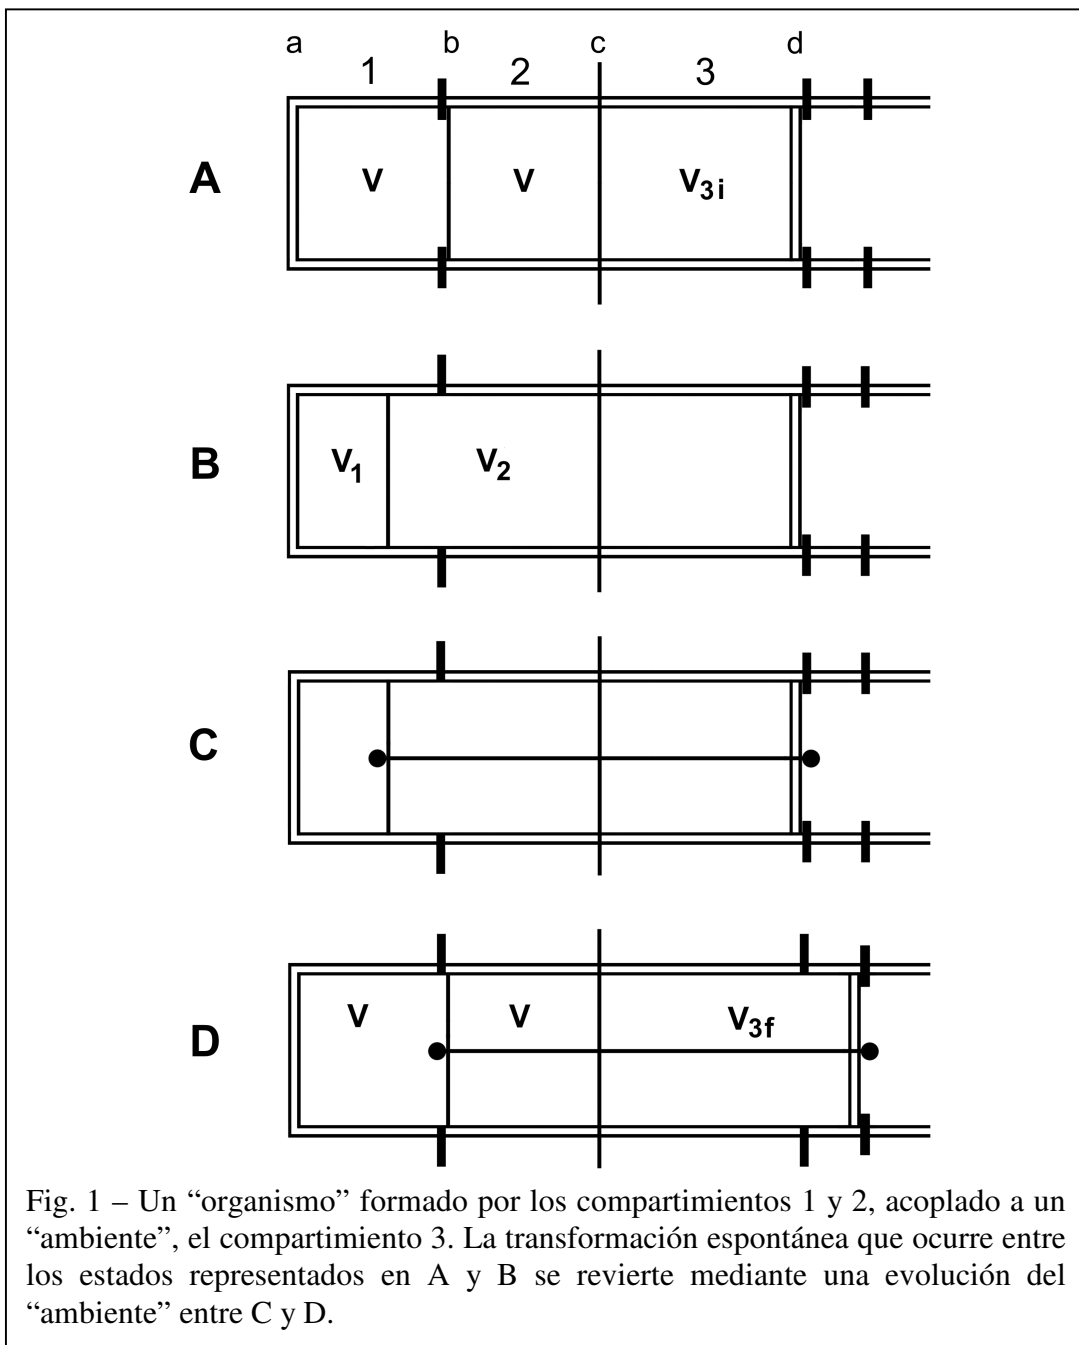 a b c d
1 2 3
A V V V3i
B V1 V2
C
D V V V3f
Fig. 1 – Un “organismo” formado por los compartimientos 1 y 2, acoplado a un
“ambiente”, el compartimiento 3. La transformación espontánea que ocurre entre
los estados representados en A y B se revierte mediante una evolución del
“ambiente” entre C y D.